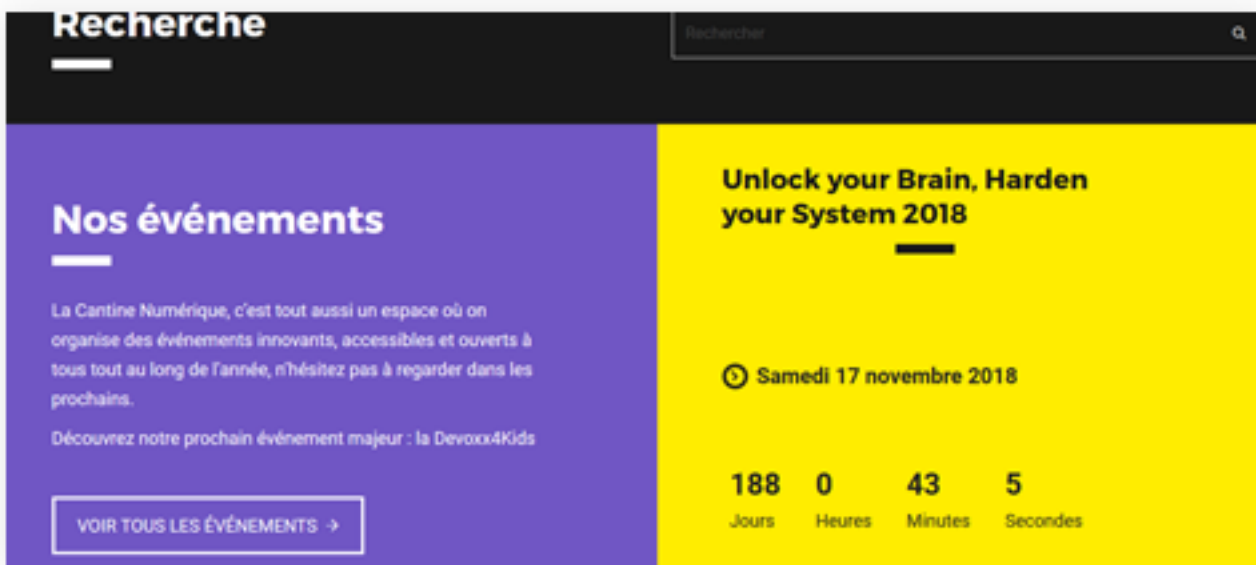 Recherche
Rechercher
Nos événements
La Cantine Numérique, c'est tout aussi un espace où on
organise des événements innovants, accessibles et ouverts à
tous tout au long de l'année, n'hésitez pas à regarder dans les
prochains.
Découvrez notre prochain événement majeur : la Devoxx4Kids
VOIR TOUS LES ÉVÉNEMENTS →
Unlock your Brain, Harden
your System 2018
Samedi 17 novembre 2018
188 0 43 5
Jours Heures Minutes Secondes